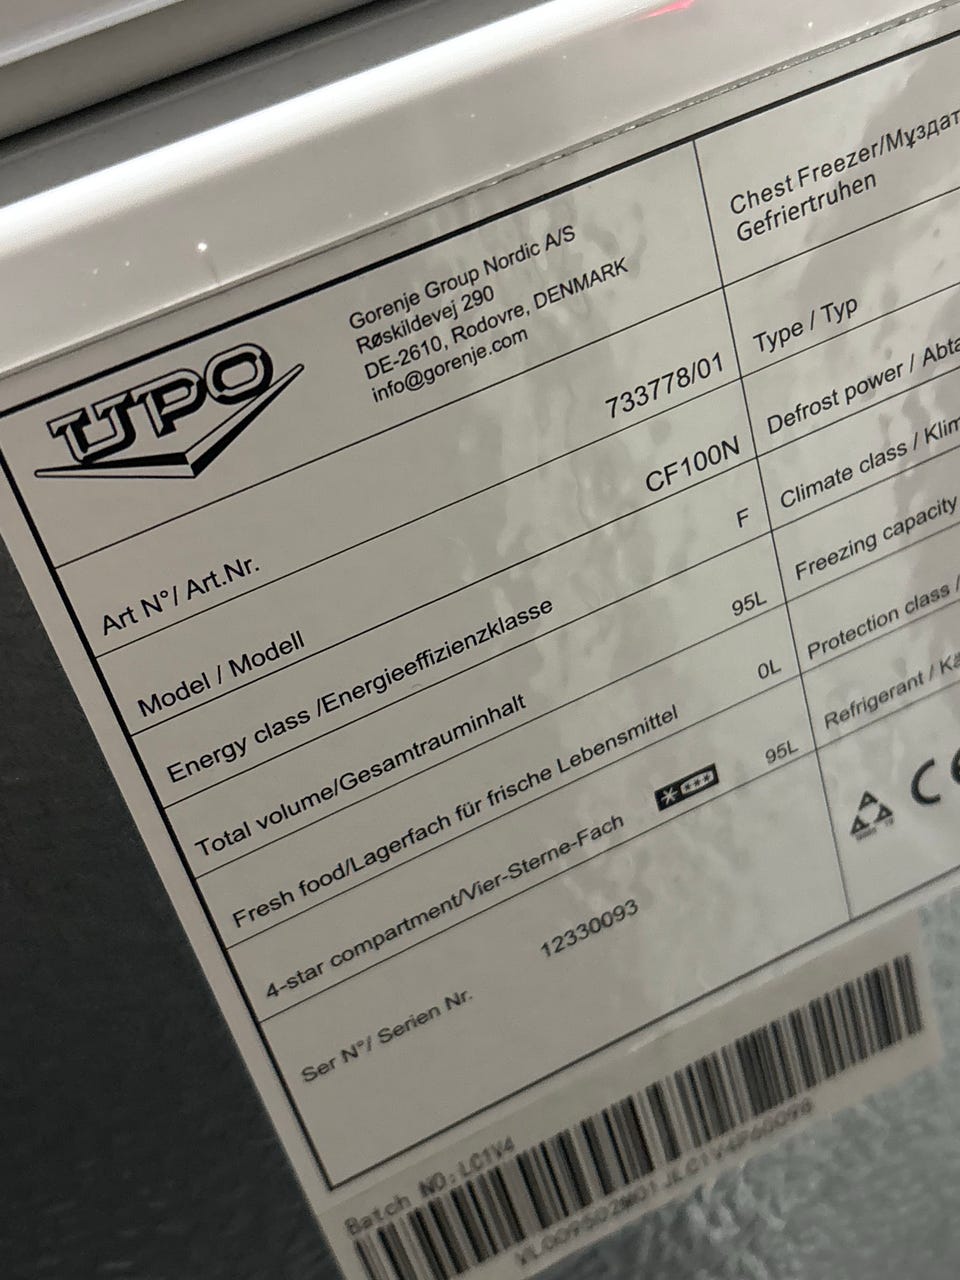 UPO
Gorenje Group Nordic A/S
Røskildevej 290
DE-2610, Rodovre, DENMARK
info@gorenje.com
Art N°/ Art.Nr. 733778/01
Model / Modell CF100N
Energy class /Energieeffizienzklasse F
Total volume/Gesamtrauminhalt 95L
Fresh food/Lagerfach für frische Lebensmittel 0L
4-star compartment/Vier-Sterne-Fach 95L
Ser N°/ Serien Nr. 12330093
Chest Freezer/Мұздат
Gefriertruhen
Type / Typ
Defrost power / Abta
Climate class / Klim
Freezing capacity
Protection class /
Refrigerant / Kä
CE
Batch NO:LC1V4